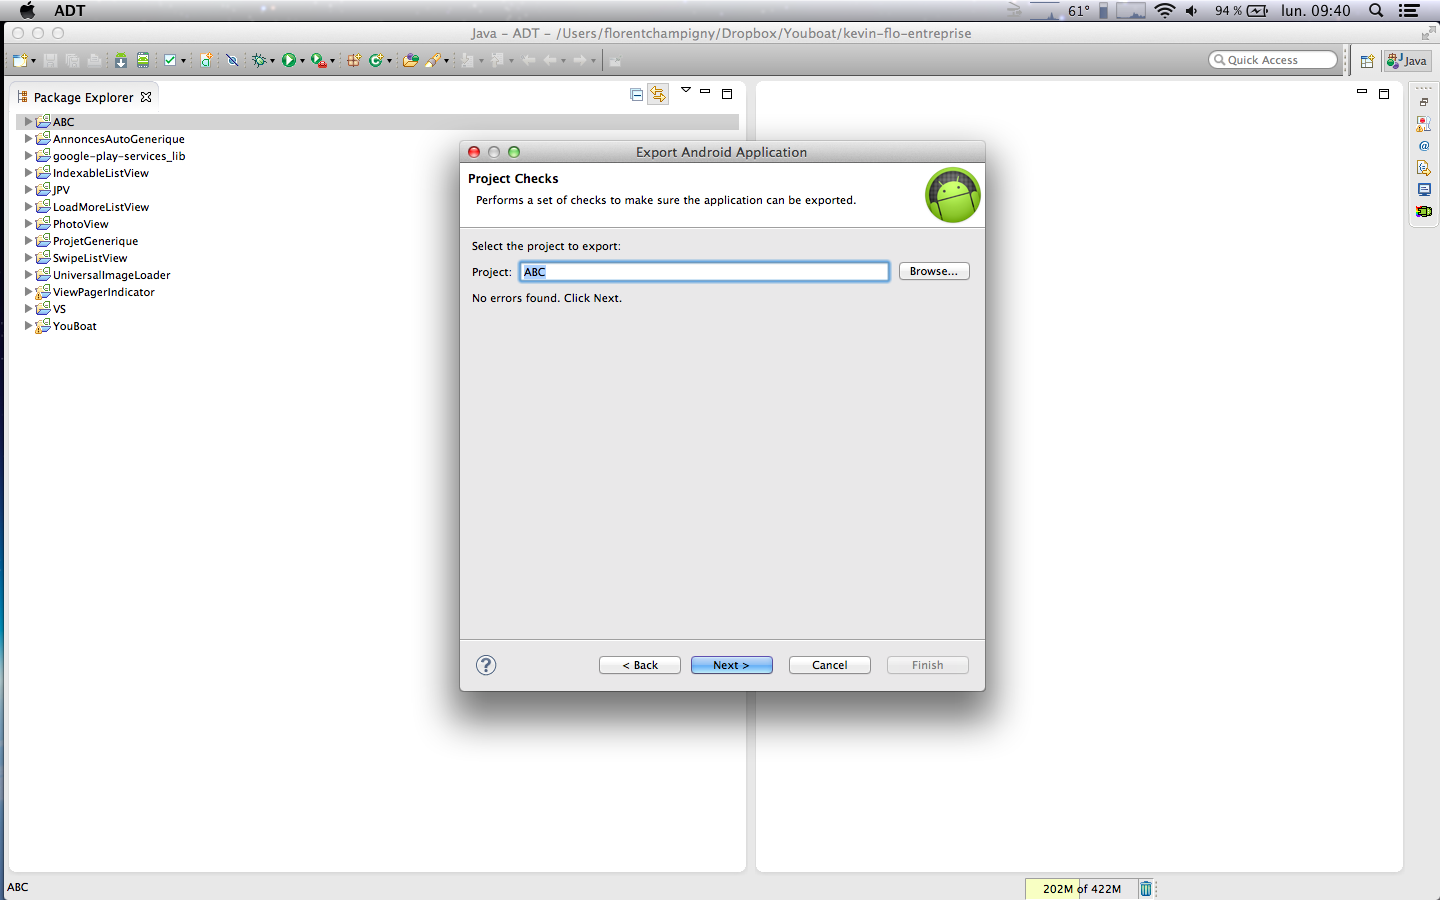 ADT
61°
94 %
lun. 09:40
Java - ADT - /Users/florentchampigny/Dropbox/Youboat/kevin-flo-entreprise
Quick Access
Java
Package Explorer
ABC
AnnoncesAutoGenerique
google-play-services_lib
IndexableListView
JPV
LoadMoreListView
PhotoView
ProjetGenerique
SwipeListView
UniversalImageLoader
ViewPagerIndicator
VS
YouBoat
Export Android Application
Project Checks
Performs a set of checks to make sure the application can be exported.
Select the project to export:
Project: ABC Browse...
No errors found. Click Next.
? < Back Next > Cancel Finish
ABC
202M of 422M